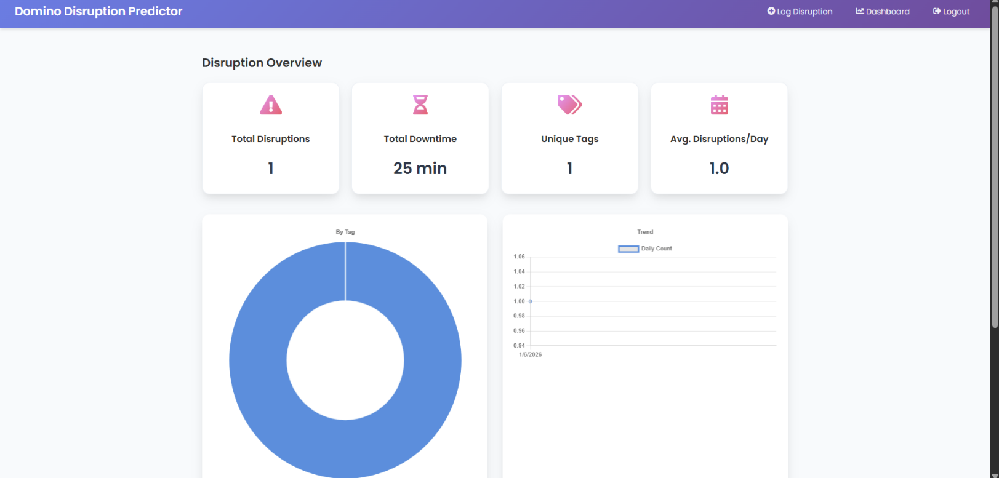 Domino Disruption Predictor
Log Disruption
Dashboard
Logout
Disruption Overview
Total Disruptions
1
Total Downtime
25 min
Unique Tags
1
Avg. Disruptions/Day
1.0
By Tag
Trend
Daily Count
1.06
1.04
1.02
1.00
0.98
0.96
0.94
1/6/2026